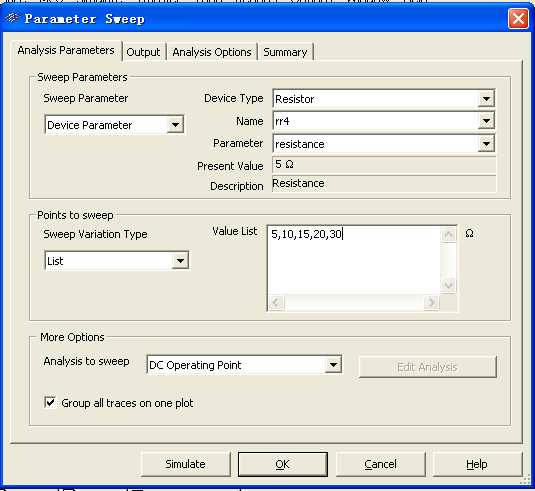 Parameter Sweep
Analysis Parameters Output Analysis Options Summary
Sweep Parameters
Sweep Parameter Device Type Resistor
Device Parameter Name rr4
Parameter resistance
Present Value 5 Ω
Description Resistance
Points to sweep
Sweep Variation Type Value List 5,10,15,20,30 Ω
List
More Options
Analysis to sweep DC Operating Point Edit Analysis
Group all traces on one plot
Simulate OK Cancel Help